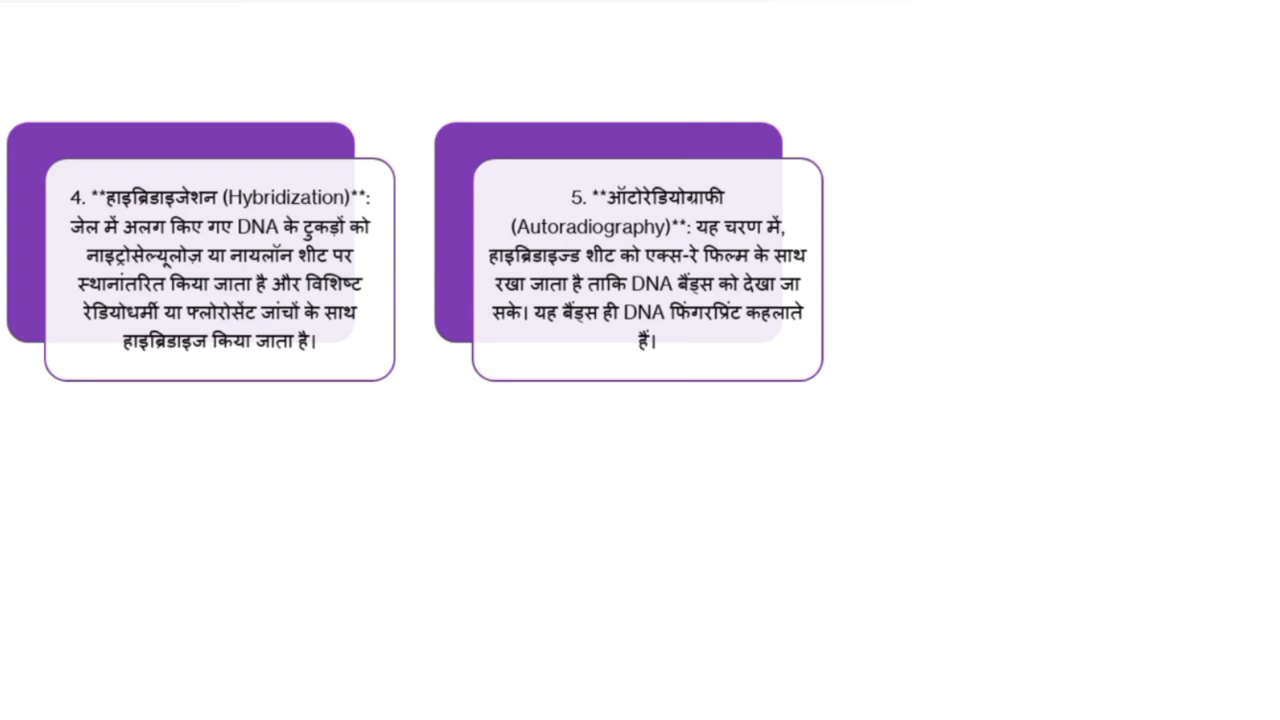 4. **हाइब्रिडाइजेशन (Hybridization)**:
जेल में अलग किए गए DNA के टुकड़ों को
नाइट्रोसेल्यूलोज़ या नायलॉन शीट पर
स्थानांतरित किया जाता है और विशिष्ट
रेडियोधर्मी या फ्लोरोसेंट जांचों के साथ
हाइब्रिडाइज किया जाता है।
5. **ऑटोरेडियोग्राफी
(Autoradiography)**: यह चरण में,
हाइब्रिडाइज्ड शीट को एक्स-रे फिल्म के साथ
रखा जाता है ताकि DNA बैंड्स को देखा जा
सके। यह बैंड्स ही DNA फिंगरप्रिंट कहलाते
हैं।